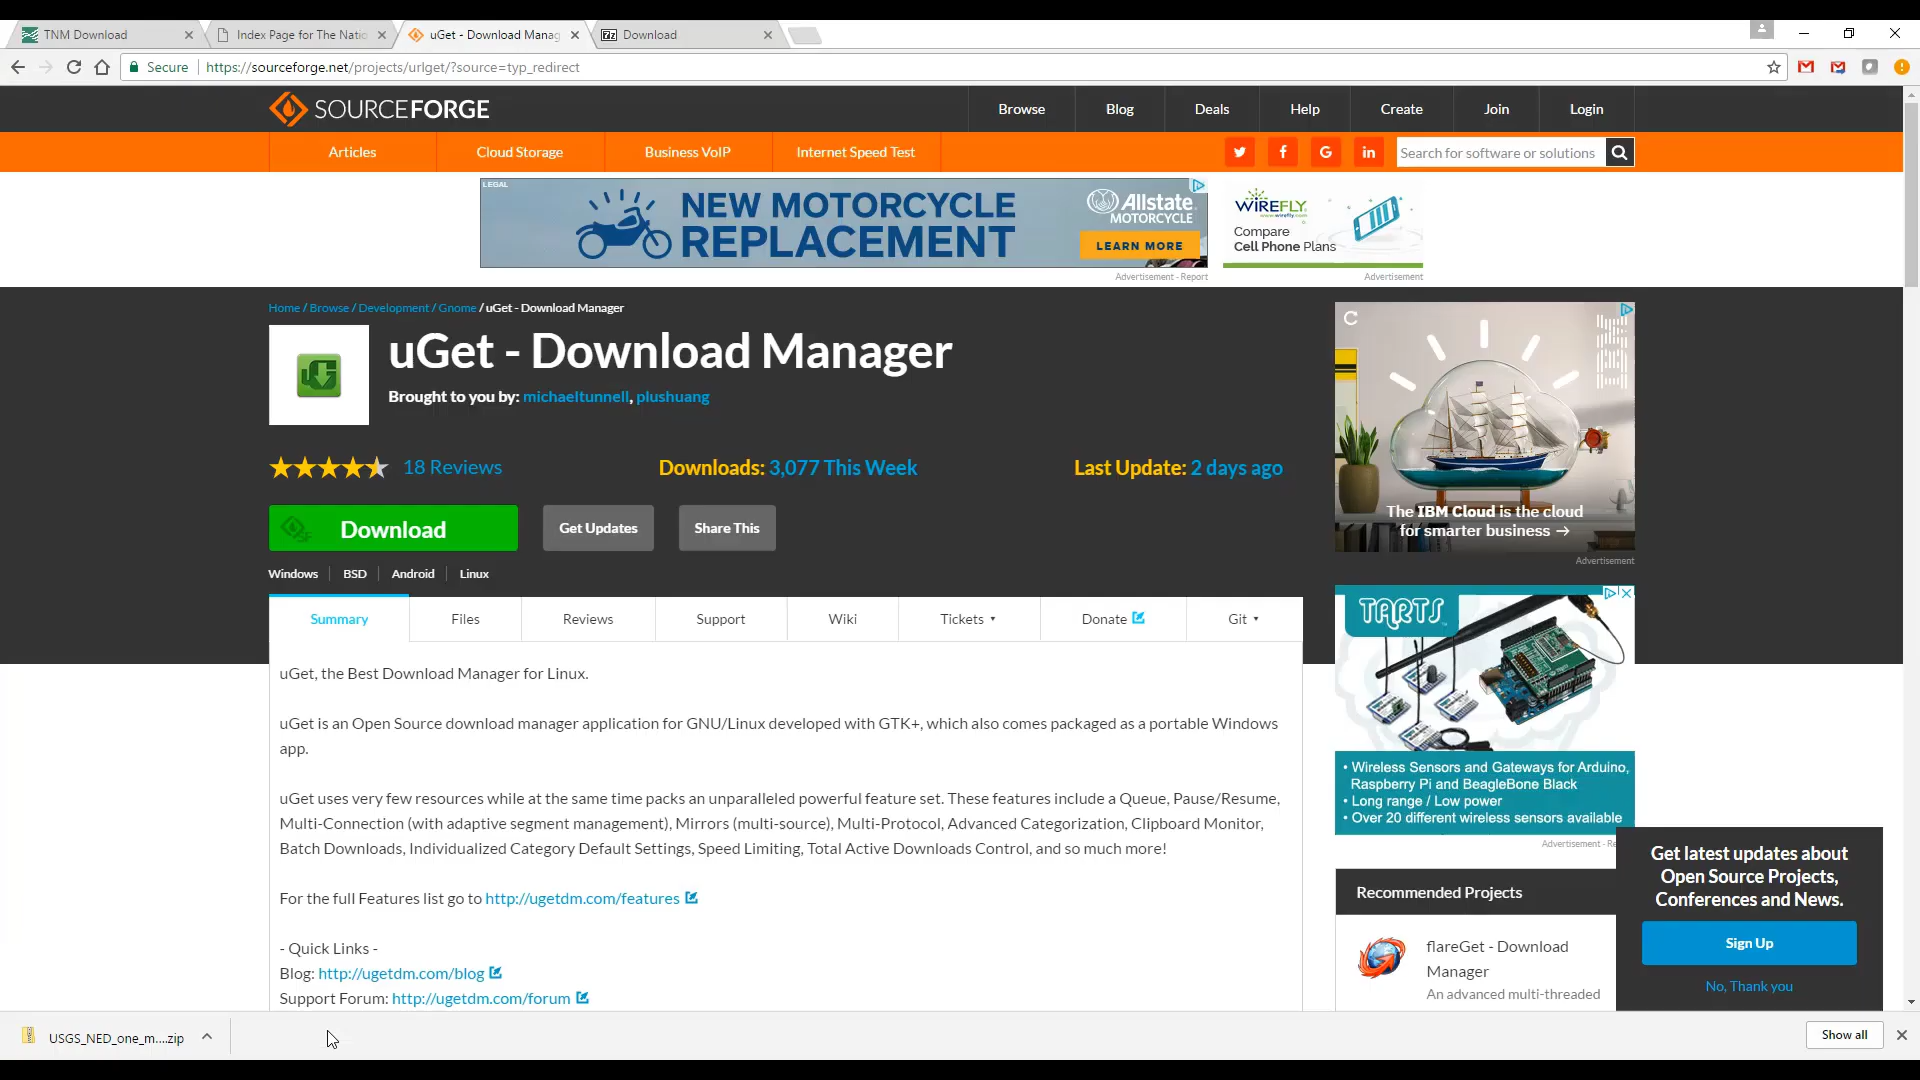 TNM Download
Index Page for The Natio
uGet - Download Manag
Download
Secure
https://sourceforge.net/projects/urlget/?source=typ_redirect
SOURCEFORGE
Browse
Blog
Deals
Help
Create
Join
Login
Articles
Cloud Storage
Business VoIP
Internet Speed Test
Search for software or solutions
LEGAL
NEW MOTORCYCLE
REPLACEMENT
Allstate
MOTORCYCLE
LEARN MORE
Advertisement - Report
WIREFLY
www.wirefly.com
Compare
Cell Phone Plans
Advertisement
Home / Browse / Development / Gnome / uGet - Download Manager
uGet - Download Manager
Brought to you by: michaeltunnell, plushuang
18 Reviews
Downloads: 3,077 This Week
Last Update: 2 days ago
Download
Get Updates
Share This
Windows
BSD
Android
Linux
IBM
The IBM Cloud is the cloud
for smarter business →
Advertisement
Summary
Files
Reviews
Support
Wiki
Tickets
Donate
Git
uGet, the Best Download Manager for Linux.
uGet is an Open Source download manager application for GNU/Linux developed with GTK+, which also comes packaged as a portable Windows
app.
uGet uses very few resources while at the same time packs an unparalleled powerful feature set. These features include a Queue, Pause/Resume,
Multi-Connection (with adaptive segment management), Mirrors (multi-source), Multi-Protocol, Advanced Categorization, Clipboard Monitor,
Batch Downloads, Individualized Category Default Settings, Speed Limiting, Total Active Downloads Control, and so much more!
For the full Features list go to http://ugetdm.com/features
- Quick Links -
Blog: http://ugetdm.com/blog
Support Forum: http://ugetdm.com/forum
TARTS
• Wireless Sensors and Gateways for Arduino,
Raspberry Pi and BeagleBone Black
• Long range / Low power
• Over 20 different wireless sensors available
Advertisement - Re
Recommended Projects
flareGet - Download
Manager
An advanced multi-threaded
Get latest updates about
Open Source Projects,
Conferences and News.
Sign Up
No, Thank you
USGS_NED_one_m....zip
Show all